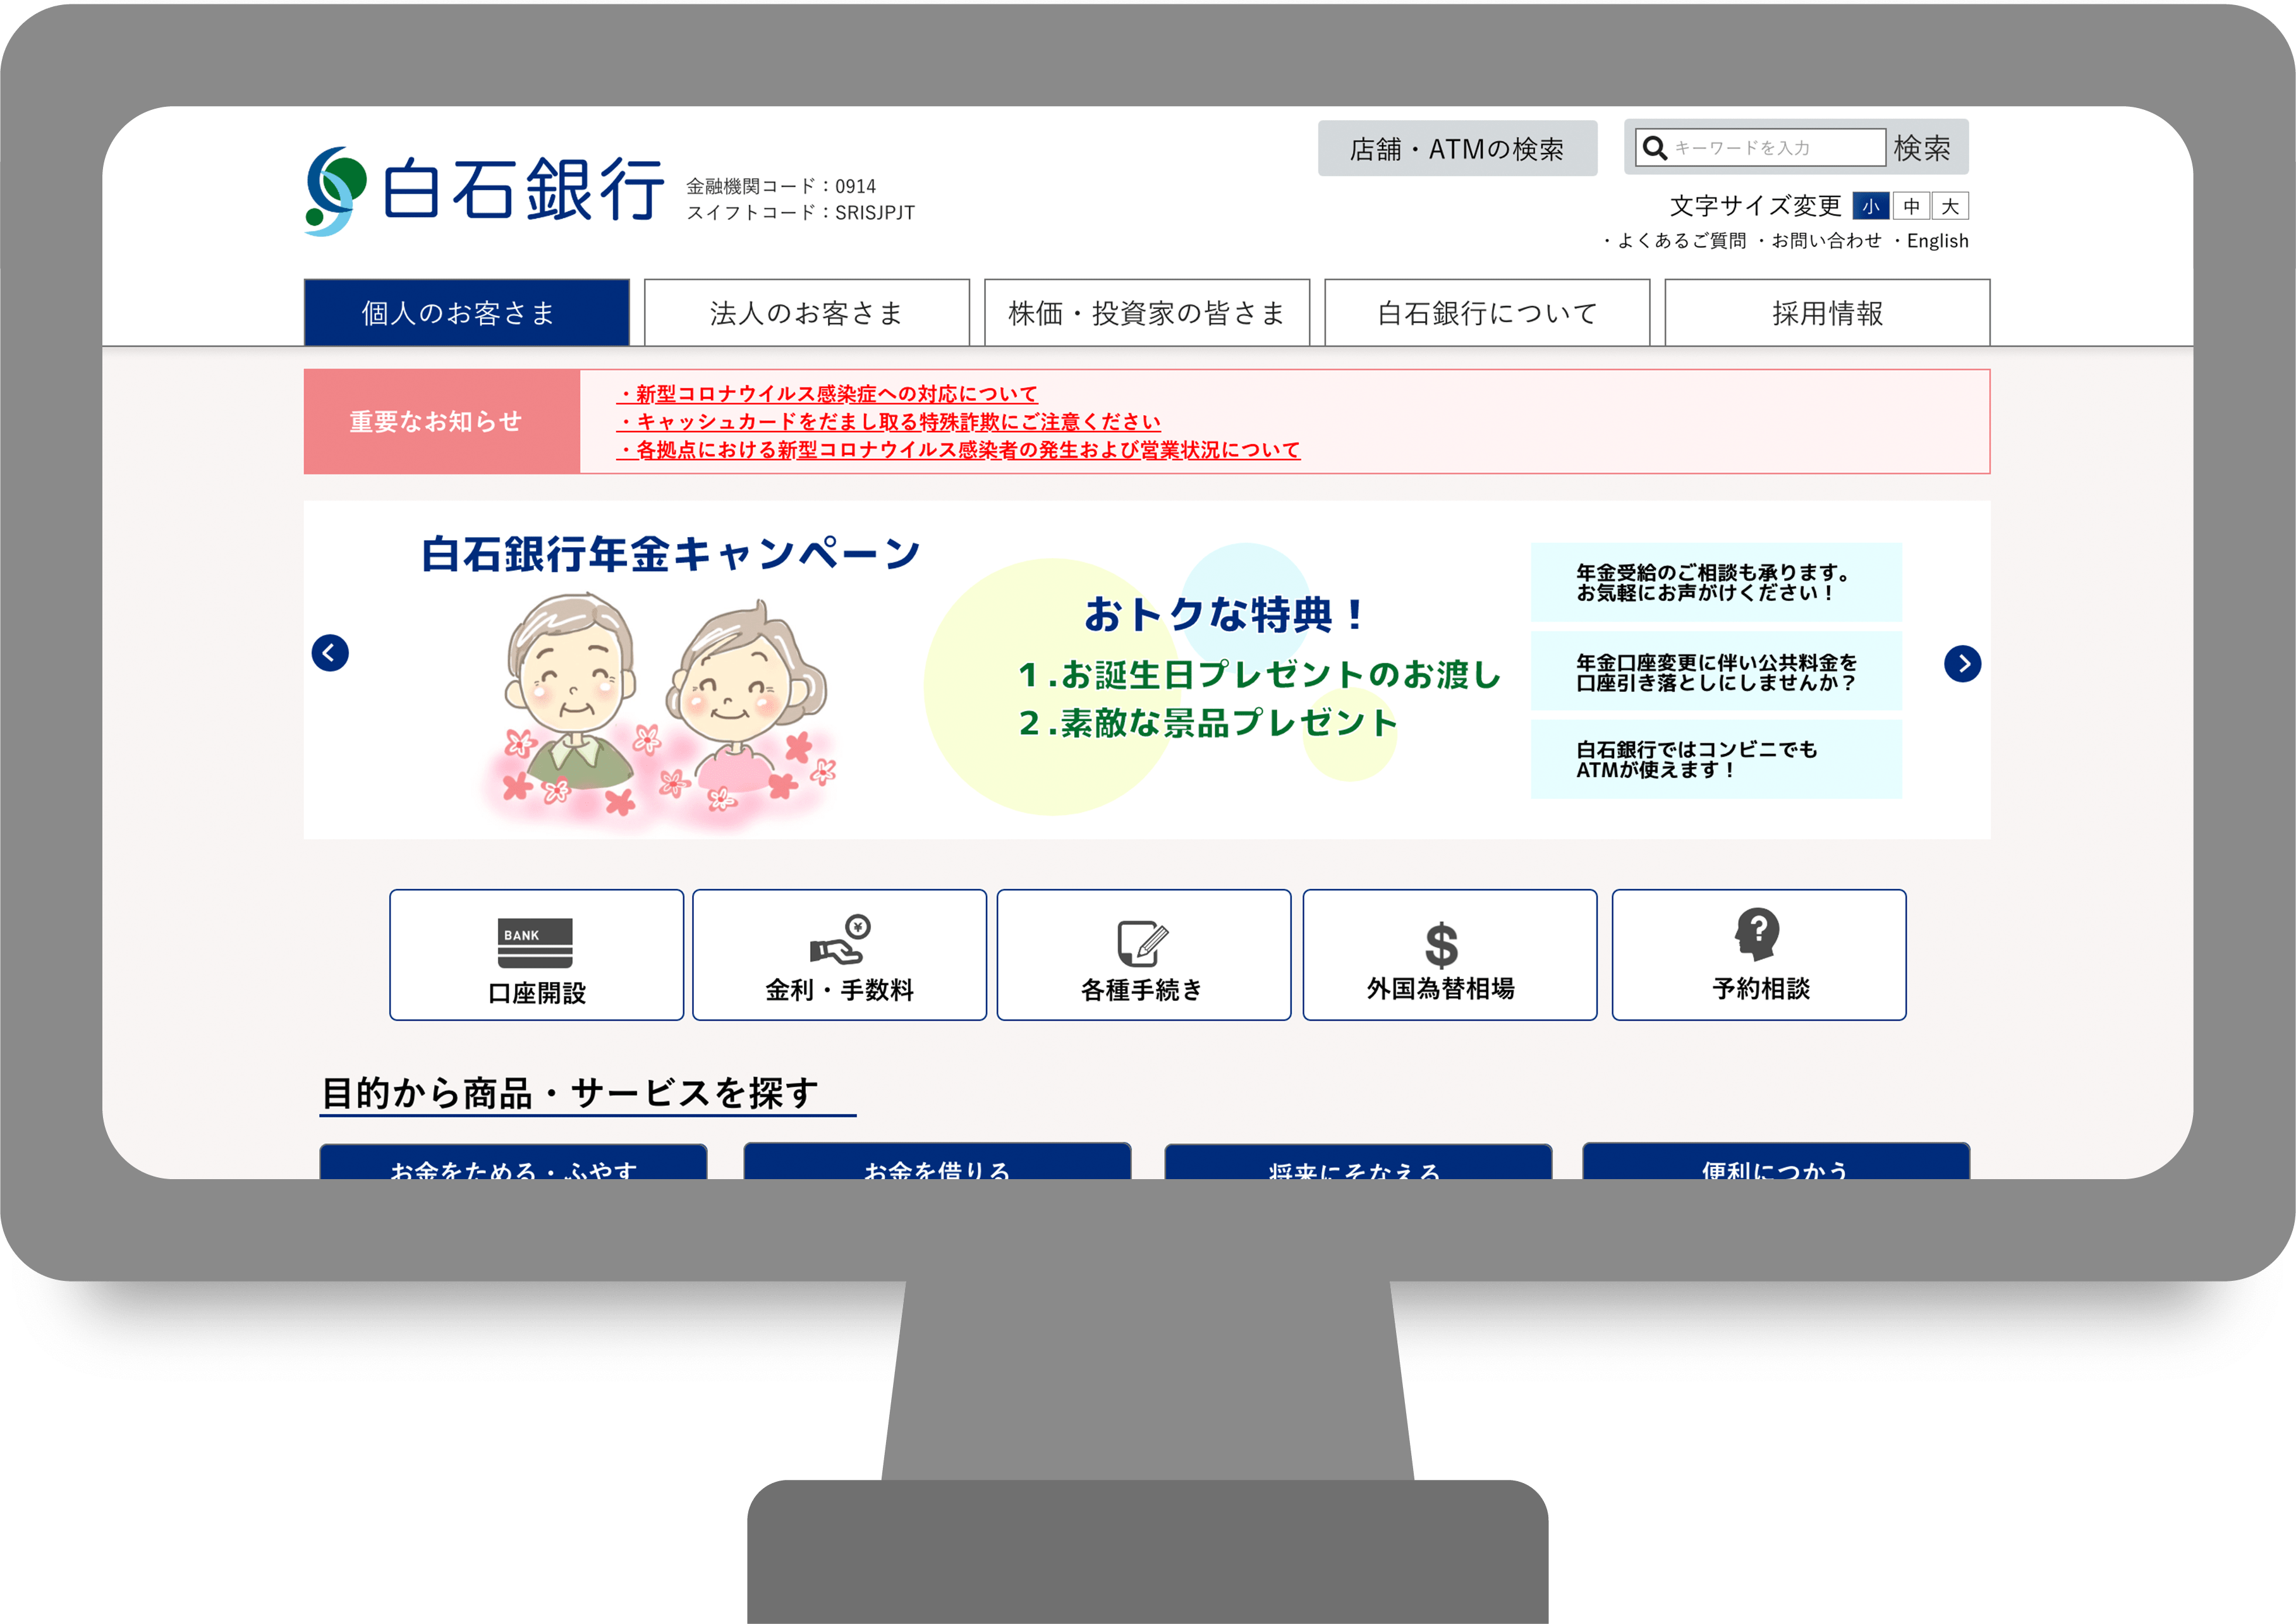 白石銀行
金融機関コード：0914
スイフトコード：SRISJPJT
店舗・ATMの検索
キーワードを入力
検索
文字サイズ変更 小 中 大
・よくあるご質問 ・お問い合わせ ・English
個人のお客さま
法人のお客さま
株価・投資家の皆さま
白石銀行について
採用情報
重要なお知らせ
・新型コロナウイルス感染症への対応について
・キャッシュカードをだまし取る特殊詐欺にご注意ください
・各拠点における新型コロナウイルス感染者の発生および営業状況について
白石銀行年金キャンペーン
おトクな特典！
１.お誕生日プレゼントのお渡し
２.素敵な景品プレゼント
年金受給のご相談も承ります。
お気軽にお声がけください！
年金口座変更に伴い公共料金を
口座引き落としにしませんか？
白石銀行ではコンビニでも
ATMが使えます！
BANK
口座開設
¥
金利・手数料
各種手続き
$
外国為替相場
?
予約相談
目的から商品・サービスを探す
お金をためる・ふやす
お金を借りる
将来にそなえる
便利につかう